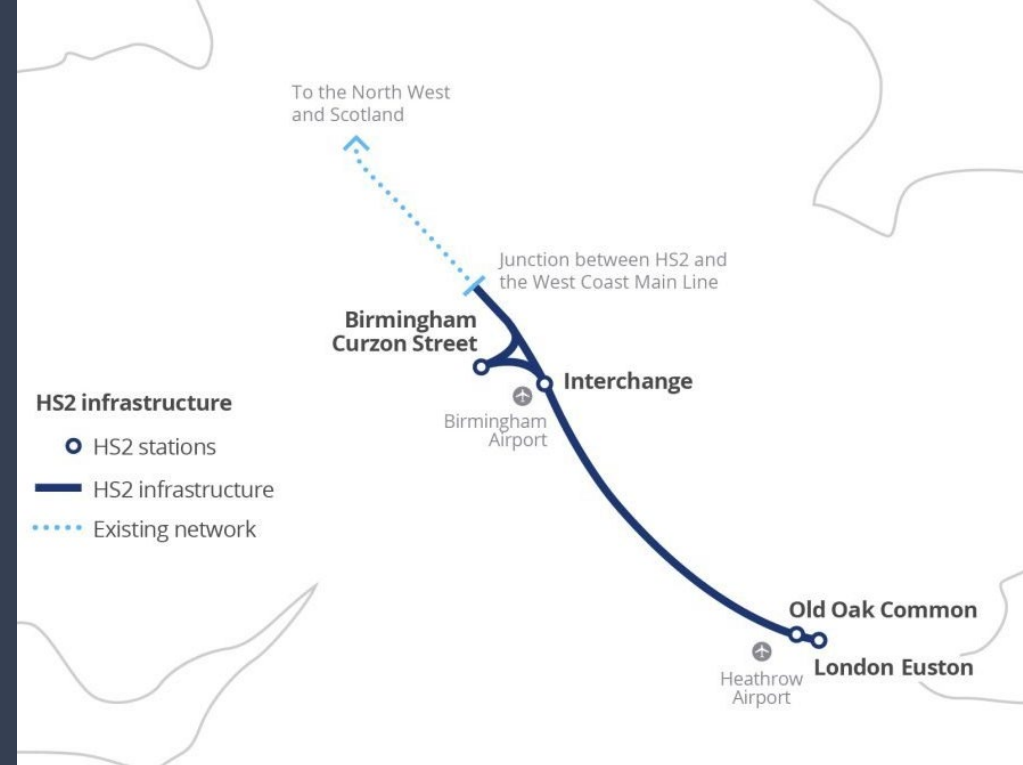 To the North West
and Scotland
Junction between HS2 and
the West Coast Main Line
Birmingham
Curzon Street
Interchange
Birmingham
Airport
HS2 infrastructure
HS2 stations
HS2 infrastructure
Existing network
Old Oak Common
London Euston
Heathrow
Airport